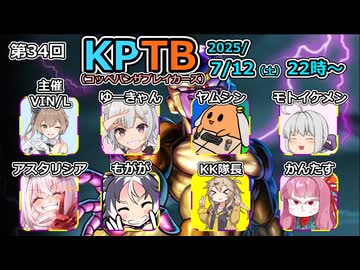 第34回
KPTB
(コッペパンザブレイカーズ)
2025/
7/12(土)22時～
主催
VIN/L
ゆーきゃん
ヤムシン
モトイケメン
アスタリシア
もがが
KK隊長
かんたす